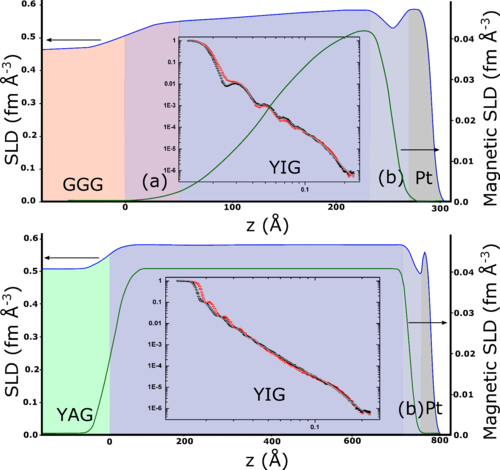 0.6
0.5
0.4
0.3
0.2
0.1
0.0
SLD (fm Å-3)
0.04
0.03
0.02
0.01
0.00
Magnetic SLD (fm Å-3)
1
0.1
0.01
1E-3
1E-4
1E-5
1E-6
0.1
YIG
GGG
(a)
(b)
Pt
0
100
200
300
z (Å)
0.6
0.5
0.4
0.3
0.2
0.1
0.0
SLD (fm Å-3)
0.04
0.03
0.02
0.01
0.00
Magnetic SLD (fm Å-3)
1
0.1
0.01
1E-3
1E-4
1E-5
1E-6
0.1
YIG
YAG
(b)
Pt
0
200
400
600
800
z (Å)